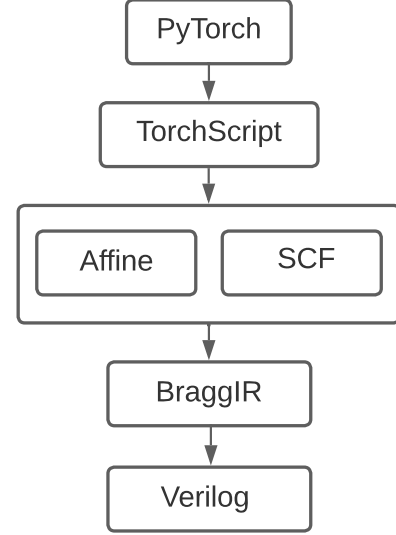 PyTorch
TorchScript
Affine
SCF
BraggIR
Verilog